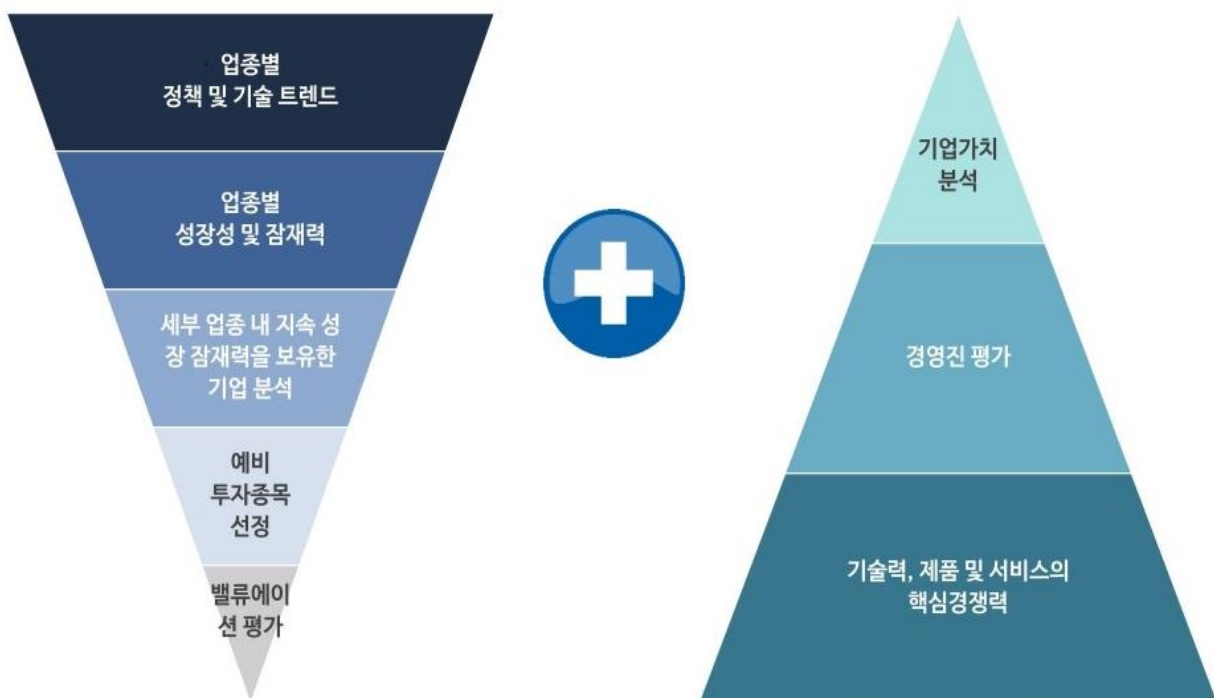 업종별
정책 및 기술 트렌드
업종별
성장성 및 잠재력
세부 업종 내 지속 성
장 잠재력을 보유한
기업 분석
예비
투자종목
선정
밸류에이
션 평가
기업가치
분석
경영진 평가
기술력, 제품 및 서비스의
핵심경쟁력